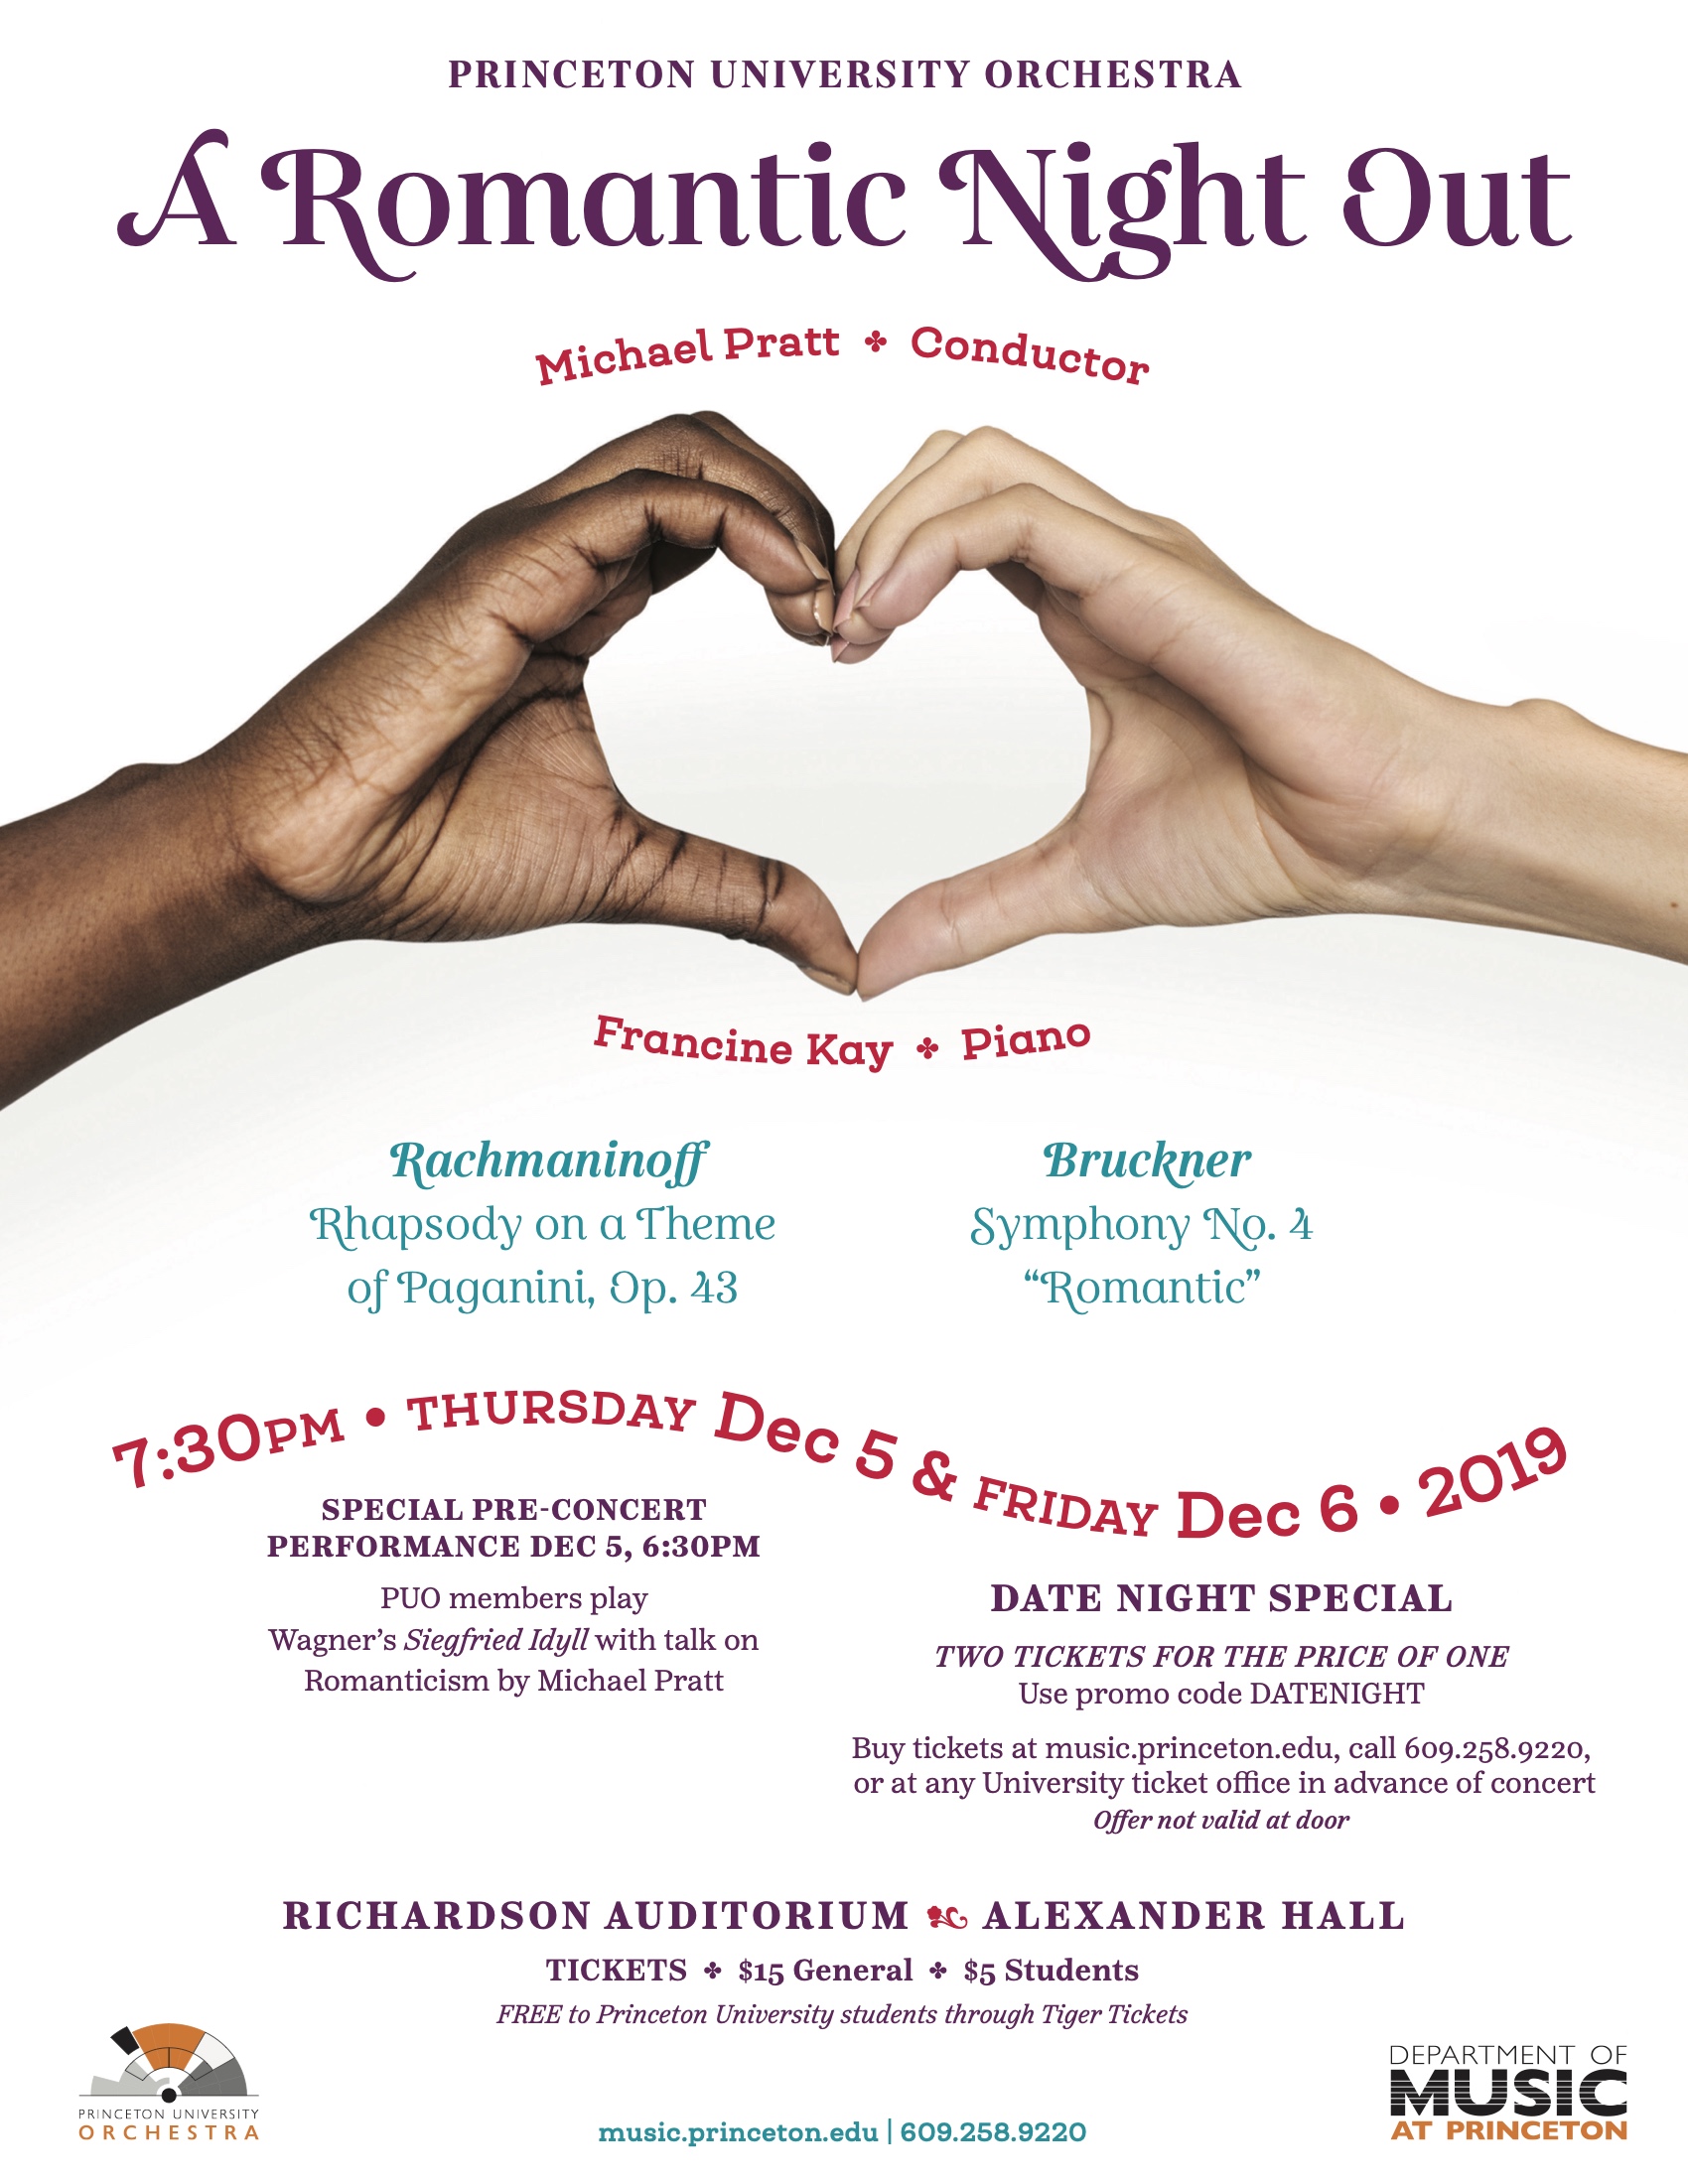 PRINCETON UNIVERSITY ORCHESTRA
A Romantic Night Out
Michael Pratt ✤ Conductor
Francine Kay ✤ Piano
Rachmaninoff
Rhapsody on a Theme
of Paganini, Op. 43
Bruckner
Symphony No. 4
“Romantic”
7:30PM • THURSDAY Dec 5 & FRIDAY Dec 6 • 2019
SPECIAL PRE-CONCERT
PERFORMANCE DEC 5, 6:30PM
PUO members play
Wagner’s Siegfried Idyll with talk on
Romanticism by Michael Pratt
DATE NIGHT SPECIAL
TWO TICKETS FOR THE PRICE OF ONE
Use promo code DATENIGHT
Buy tickets at music.princeton.edu, call 609.258.9220,
or at any University ticket office in advance of concert
Offer not valid at door
RICHARDSON AUDITORIUM ALEXANDER HALL
TICKETS ✤ $15 General ✤ $5 Students
FREE to Princeton University students through Tiger Tickets
PRINCETON UNIVERSITY
ORCHESTRA
music.princeton.edu | 609.258.9220
DEPARTMENT OF
MUSIC
AT PRINCETON